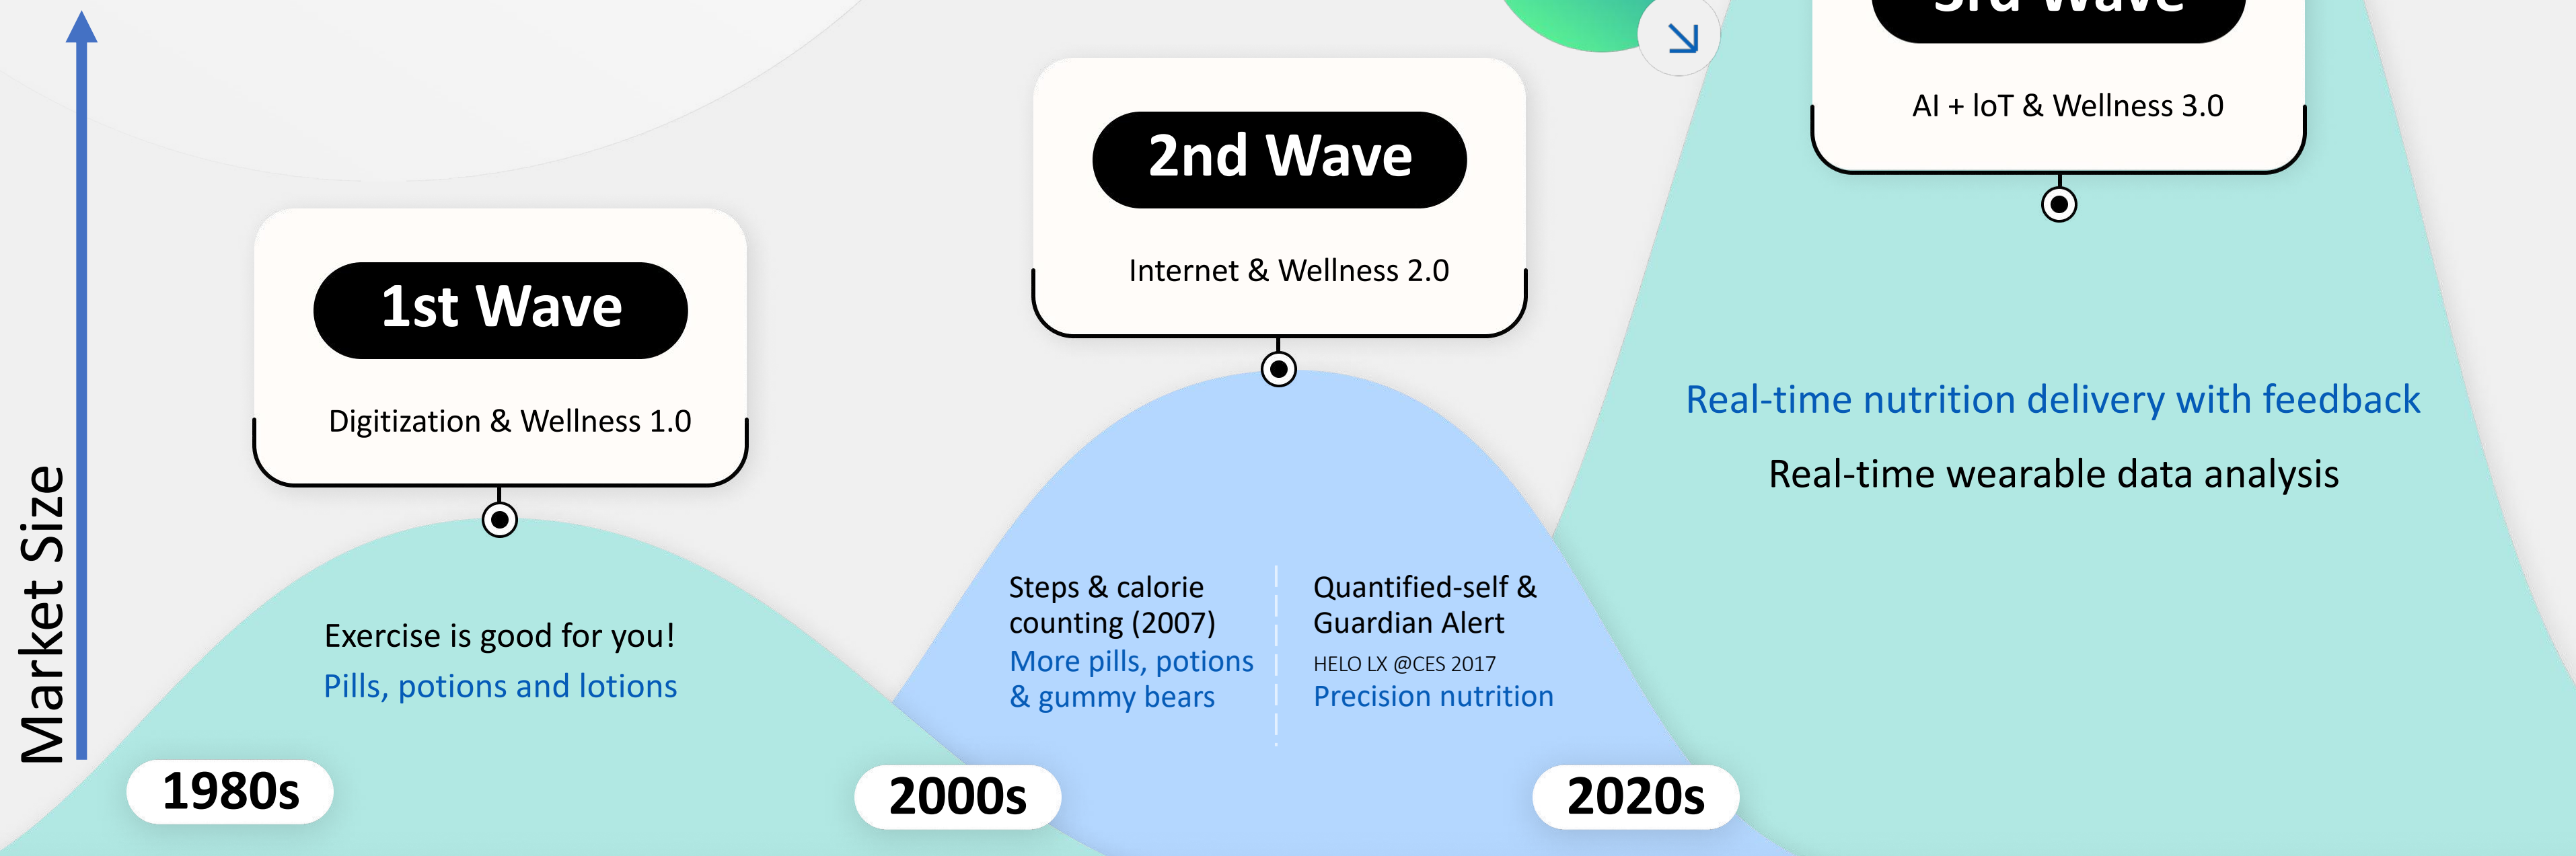 Market Size
1st Wave
Digitization & Wellness 1.0
Exercise is good for you!
Pills, potions and lotions
1980s
2nd Wave
Internet & Wellness 2.0
Steps & calorie
counting (2007)
More pills, potions
& gummy bears
Quantified-self &
Guardian Alert
HELO LX @CES 2017
Precision nutrition
2000s
3rd Wave
AI + IoT & Wellness 3.0
Real-time nutrition delivery with feedback
Real-time wearable data analysis
2020s